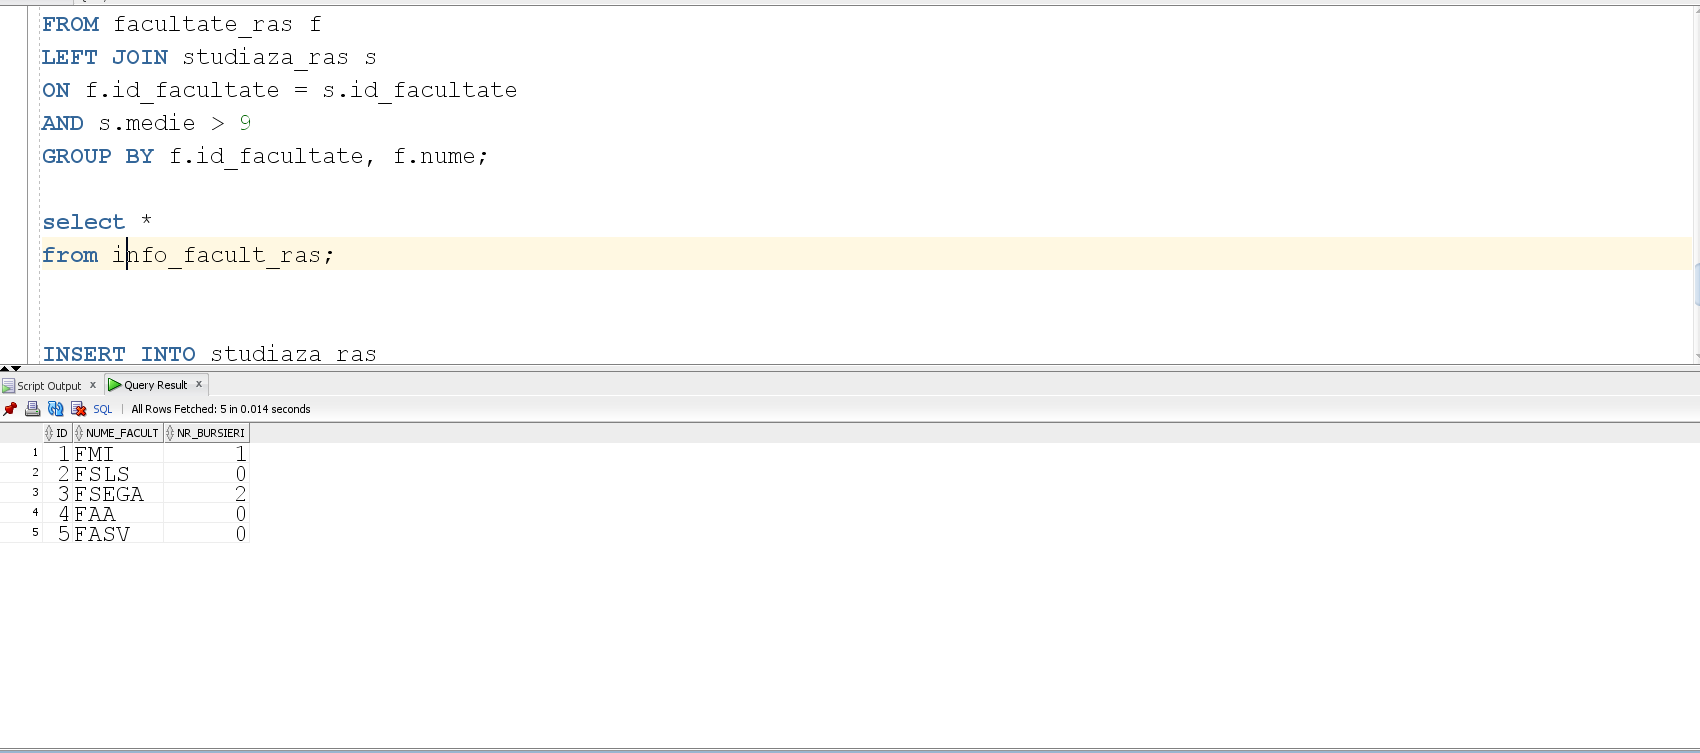 FROM facultate_ras f
LEFT JOIN studiaza_ras s
ON f.id_facultate = s.id_facultate
AND s.medie > 9
GROUP BY f.id_facultate, f.nume;
select *
from info_facult_ras;
INSERT INTO studiaza_ras
Script Output x Query Result x
SQL | All Rows Fetched: 5 in 0.014 seconds
ID NUME_FACULT NR_BURSIERI
1 1 FMI 1
2 2 FSLS 0
3 3 FSEGA 2
4 4 FAA 0
5 5 FASV 0